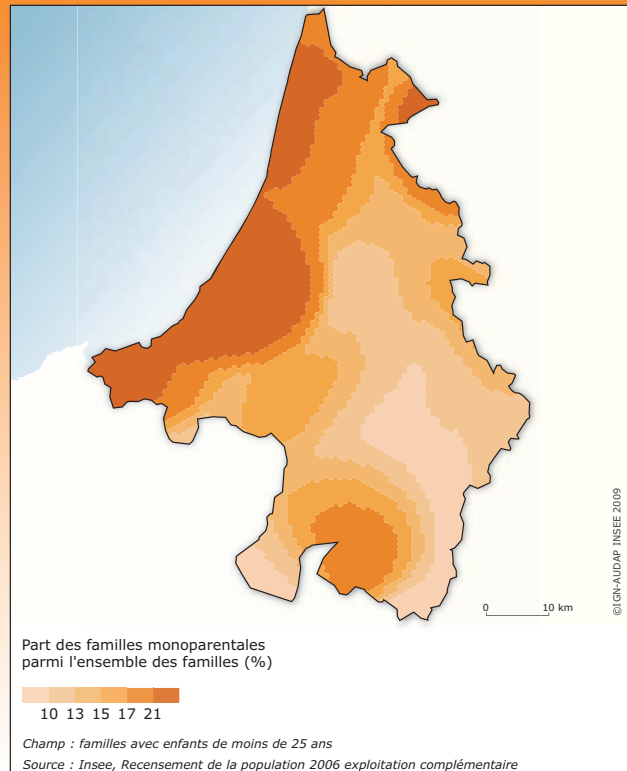 ©IGN-AUDAP INSEE 2009
0 10 km
Part des familles monoparentales
parmi l'ensemble des familles (%)
10 13 15 17 21
Champ : familles avec enfants de moins de 25 ans
Source : Insee, Recensement de la population 2006 exploitation complémentaire